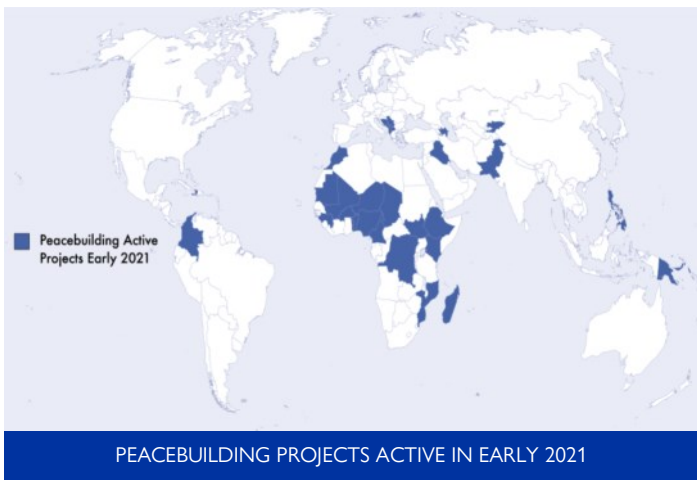 Peacebuilding Active
Projects Early 2021
PEACEBUILDING PROJECTS ACTIVE IN EARLY 2021